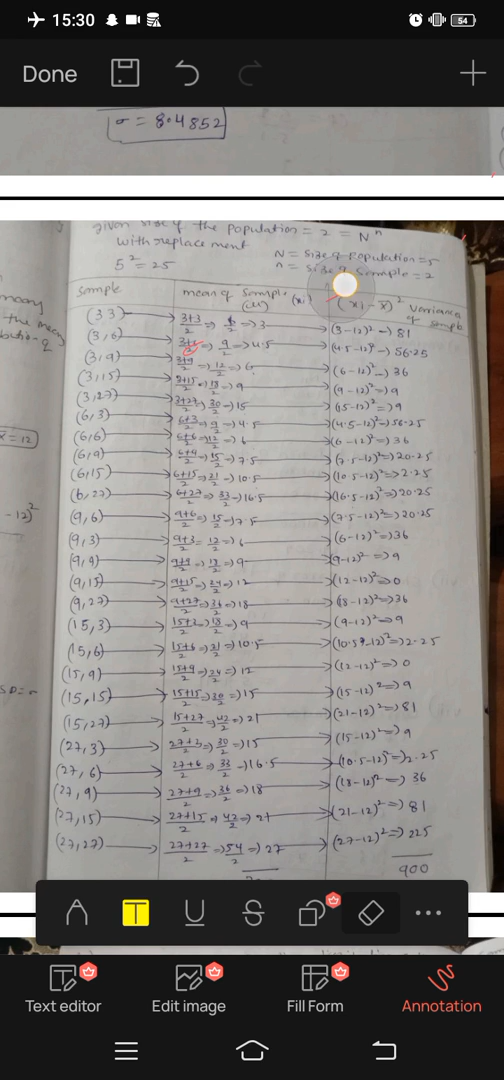 15:30
54
Done
σ = 8.4852
given size of the population = 2 = N^n
with replacement
N = size of population = 5
5² = 25
n = size of sample = 2
sample
mean of sample (xi)
(xi - x̄)² variance
of sample
(3 3) → 3+3/2 => 6/2 => 3 → (3-12)² → 81
(3,6) → => 9/2 => 4.5 → (4.5-12)² → 56.25
(3,9) → 3+9/2 => 12/2 => 6 → (6-12)² => 36
(3,15) → 3+15/2 => 18/2 => 9 → (9-12)² => 9
(3,27) → 3+27/2 => 30/2 => 15 → (15-12)² => 9
(6,3) → 6+3/2 => 9/2 => 4.5 → (4.5-12)² => 56.25
(6,6) → 6+6/2 = 12/2 => 6 → (6-12)² => 36
(6,9) → 6+9/2 => 15/2 => 7.5 → (7.5-12)² => 20.25
(6,15) → 6+15/2 => 21/2 => 10.5 → (10.5-12)² => 2.25
(6,27) → 6+27/2 => 33/2 => 16.5 → (16.5-12)² => 20.25
(9,6) → 9+6/2 => 15/2 => 7.5 → (7.5-12)² => 20.25
(9,3) → 9+3/2 = 12/2 => 6 → (6-12)² => 36
(9,9) → 9+9/2 => 18/2 => 9 → (9-12)² => 9
(9,15) → 9+15/2 => 24/2 => 12 → (12-12)² => 0
(9,27) → 9+27/2 => 36/2 => 18 → (18-12)² => 36
(15,3) → 15+3/2 => 18/2 => 9 → (9-12)² => 9
(15,6) → 15+6/2 => 21/2 => 10.5 → (10.5-12)² => 2.25
(15,9) → 15+9/2 => 24/2 => 12 → (12-12)² => 0
(15,15) → 15+15/2 => 30/2 => 15 → (15-12)² => 9
(15,27) → 15+27/2 => 42/2 => 21 → (21-12)² => 81
(27,3) → 27+3/2 => 30/2 => 15 → (15-12)² => 9
(27,6) → 27+6/2 => 33/2 => 16.5 → (10.5-12)² => 2.25
(27,9) → 27+9/2 => 36/2 => 18 → (18-12)² => 36
(27,15) → 27+15/2 => 42/2 => 21 → (21-12)² => 81
(27,27) → 27+27/2 => 54/2 => 27 → (27-12)² => 225
900
x̄ = 12)
- 12)²
Text editor
Edit image
Fill Form
Annotation